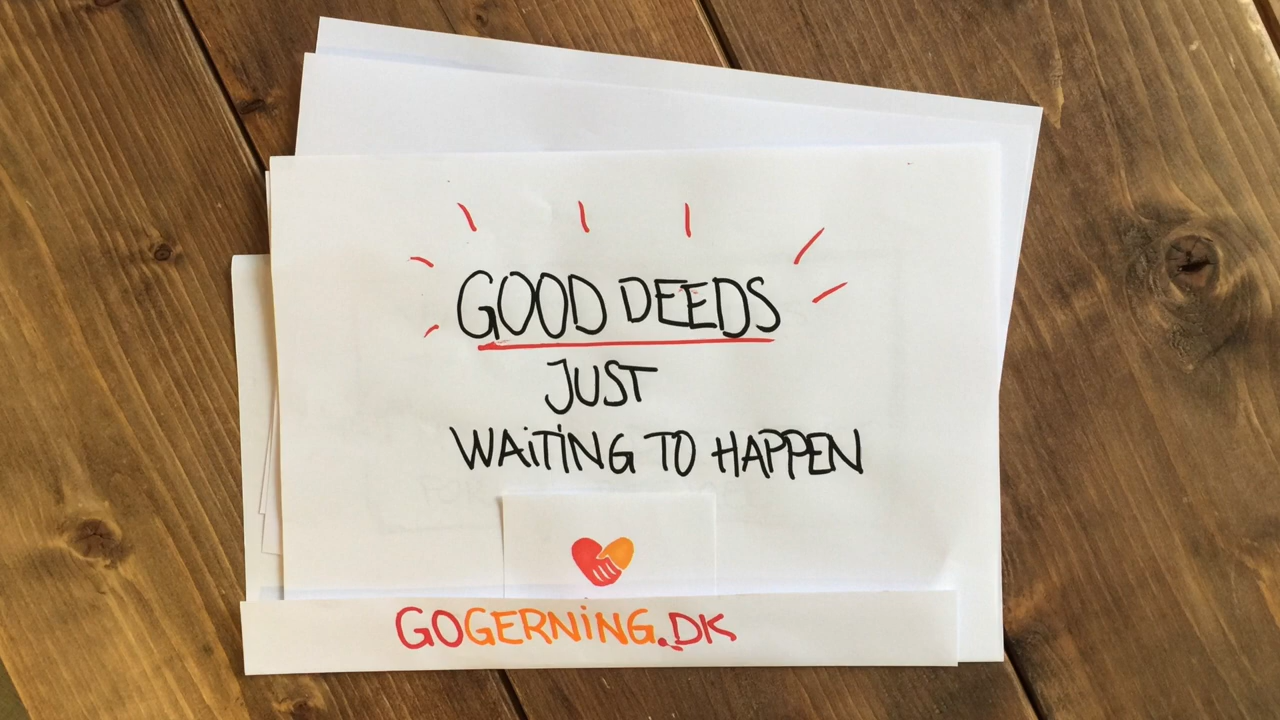 GOOD DEEDS
JUST
WAiTiNG TO HAPPEN
GOGERNiNG.DK